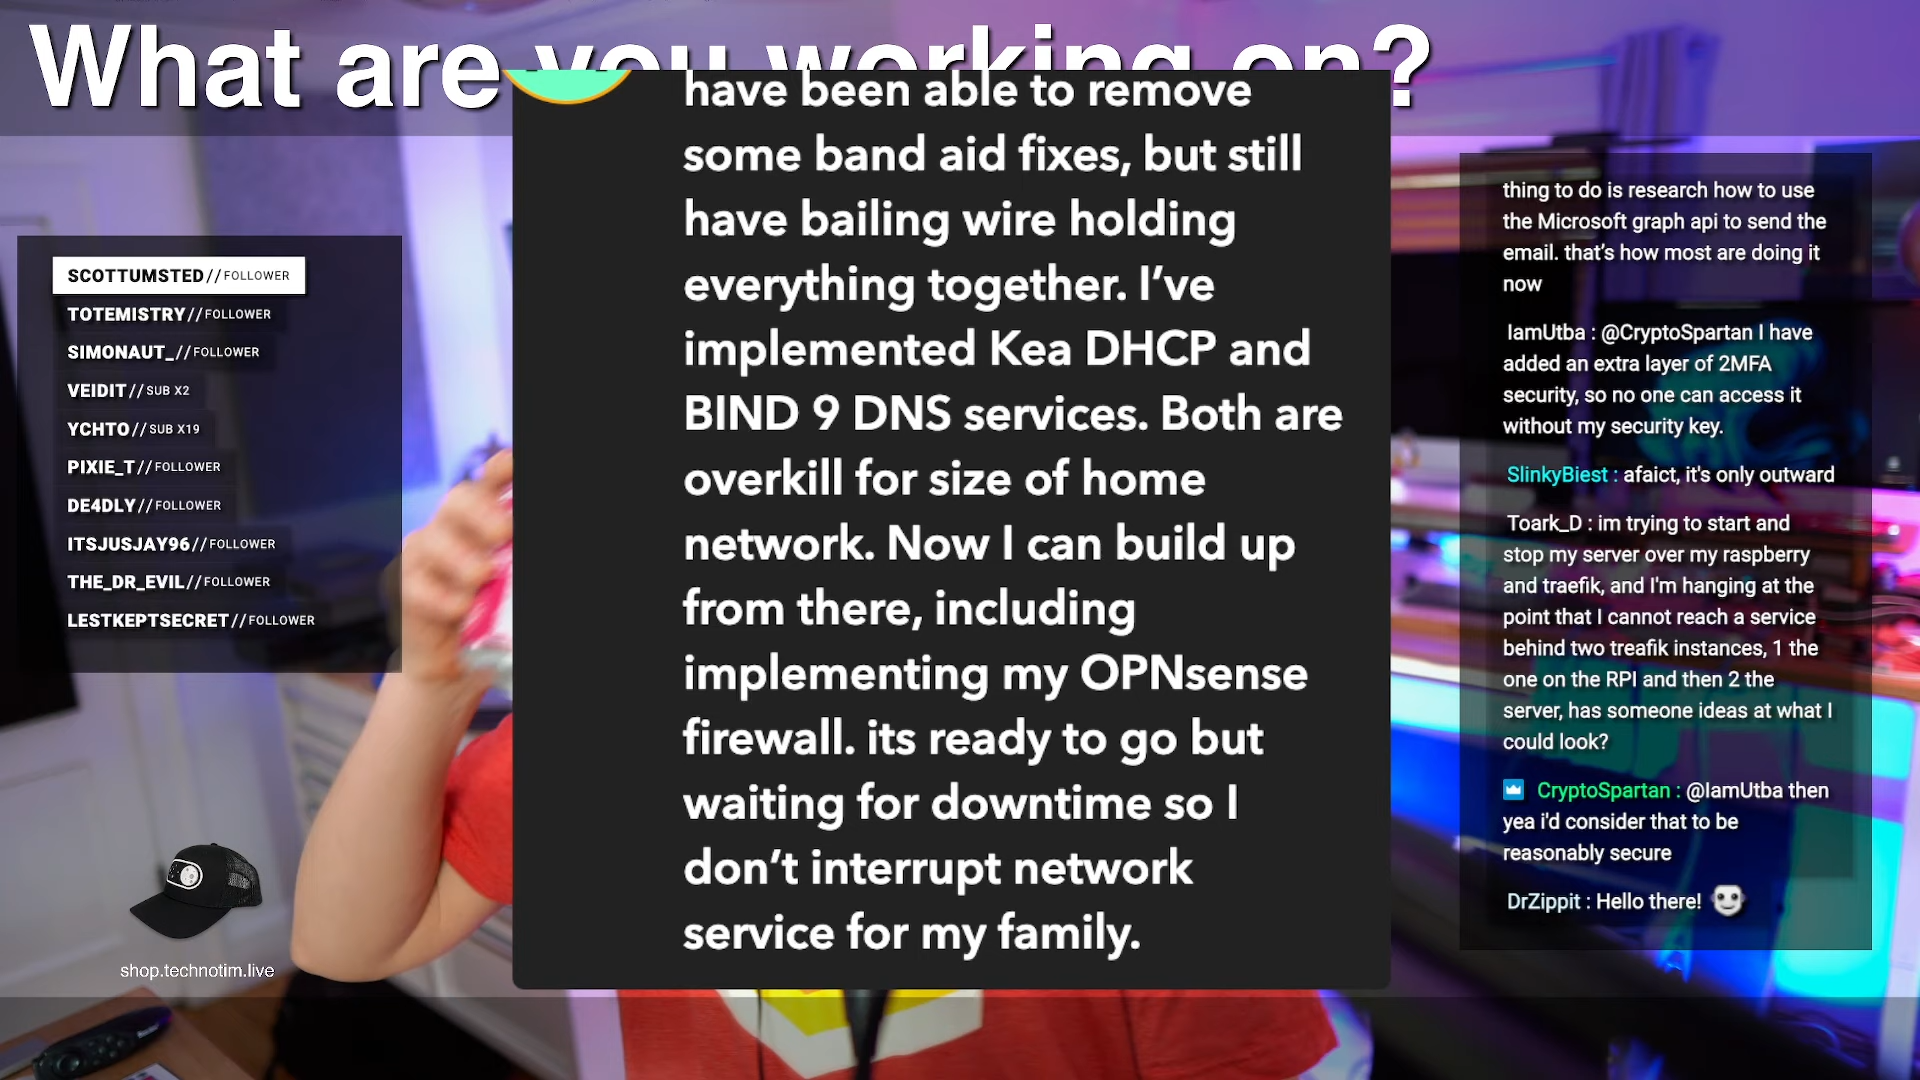 What are you working on?
have been able to remove
some band aid fixes, but still
have bailing wire holding
everything together. I’ve
implemented Kea DHCP and
BIND 9 DNS services. Both are
overkill for size of home
network. Now I can build up
from there, including
implementing my OPNsense
firewall. its ready to go but
waiting for downtime so I
don’t interrupt network
service for my family.
SCOTTUMSTED//FOLLOWER
TOTEMISTRY//FOLLOWER
SIMONAUT_//FOLLOWER
VEIDIT//SUB X2
YCHTO//SUB X19
PIXIE_T//FOLLOWER
DE4DLY//FOLLOWER
ITSJUSJAY96//FOLLOWER
THE_DR_EVIL//FOLLOWER
LESTKEPTSECRET//FOLLOWER
shop.technotim.live
thing to do is research how to use
the Microsoft graph api to send the
email. that’s how most are doing it
now
IamUtba : @CryptoSpartan I have
added an extra layer of 2MFA
security, so no one can access it
without my security key.
SlinkyBiest : afaict, it's only outward
Toark_D : im trying to start and
stop my server over my raspberry
and traefik, and I'm hanging at the
point that I cannot reach a service
behind two treafik instances, 1 the
one on the RPI and then 2 the
server, has someone ideas at what I
could look?
CryptoSpartan : @IamUtba then
yea i'd consider that to be
reasonably secure
DrZippit : Hello there!